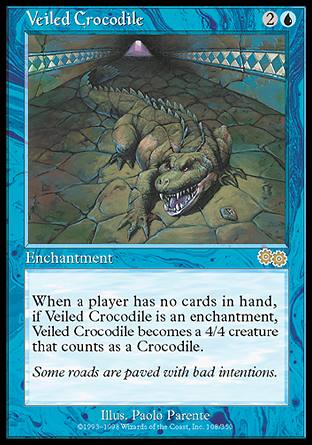 Veiled Crocodile 2
Enchantment
When a player has no cards in hand,
if Veiled Crocodile is an enchantment,
Veiled Crocodile becomes a 4/4 creature
that counts as a Crocodile.
Some roads are paved with bad intentions.
Illus. Paolo Parente
©1993-1998 Wizards of the Coast, Inc. 108/350